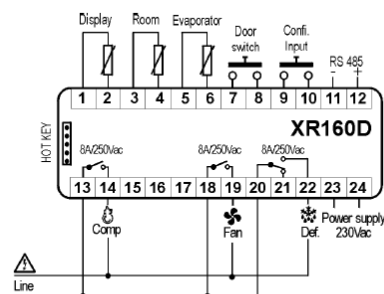 Display Room Evaporator Door switch Confi. Input
RS 485
- +
1 2 3 4 5 6 7 8 9 10 11 12
XR160D
HOT KEY
8A/250Vac 8A/250Vac 8A/250Vac
13 14 15 16 17 18 19 20 21 22 23 24
Comp Fan Def. Power supply 230Vac
Line